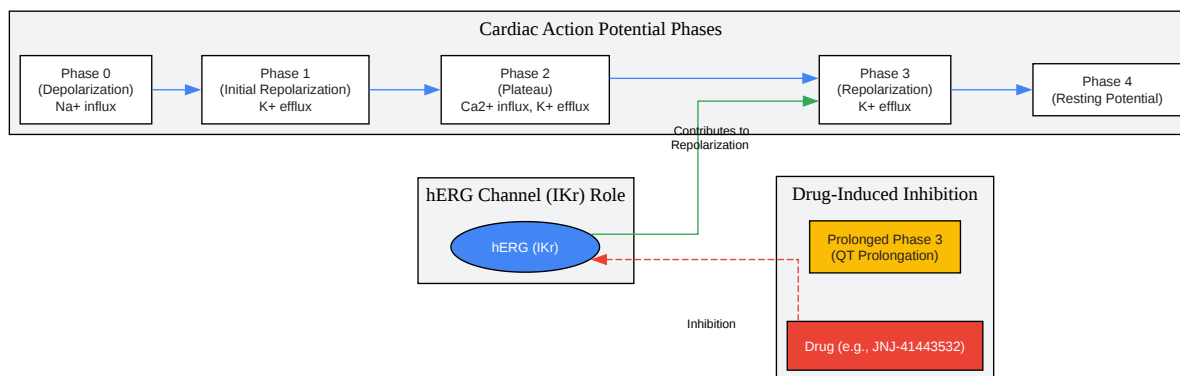 Cardiac Action Potential Phases
Phase 0
(Depolarization)
Na+ influx
Phase 1
(Initial Repolarization)
K+ efflux
Phase 2
(Plateau)
Ca2+ influx, K+ efflux
Phase 3
(Repolarization)
K+ efflux
Phase 4
(Resting Potential)
Contributes to
Repolarization
hERG Channel (IKr) Role
hERG (IKr)
Drug-Induced Inhibition
Prolonged Phase 3
(QT Prolongation)
Inhibition
Drug (e.g., JNJ-41443532)